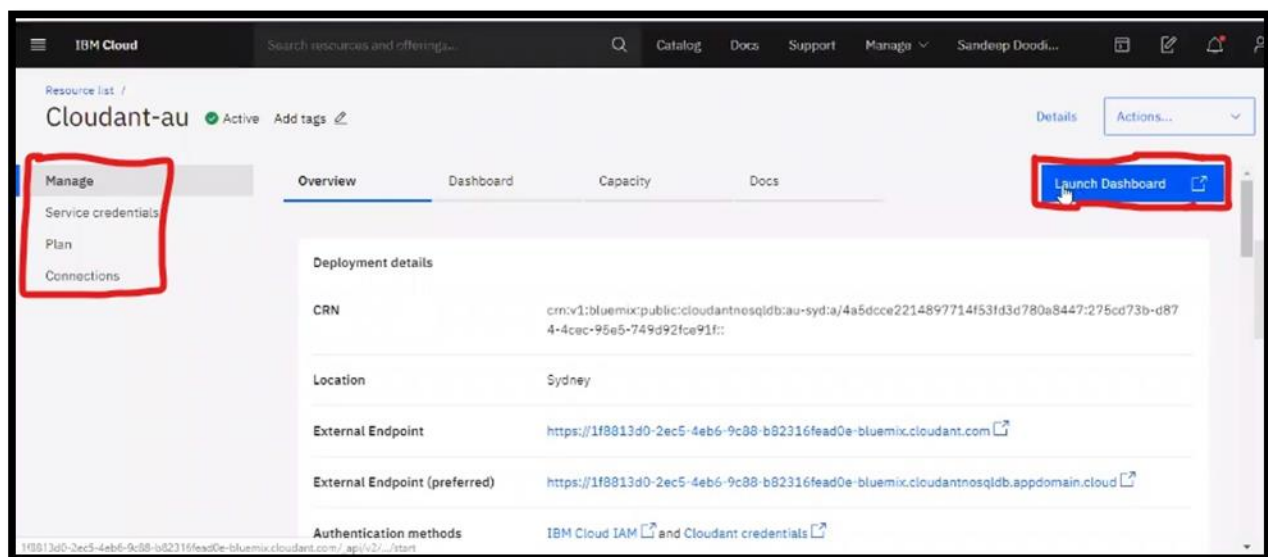 IBM Cloud Search resources and offerings... Catalog Docs Support Manage Sandeep Doodi...
Resource list /
Cloudant-au Active Add tags Details Actions...
Manage Overview Dashboard Capacity Docs Launch Dashboard
Service credentials
Plan
Connections
Deployment details
CRN crn:v1:bluemix:public:cloudantnosqldb:au-syd:a/4a5dcce2214897714f53fd3d780a8447:275cd73b-d87
4-4cec-95e5-749d92fce91f::
Location Sydney
External Endpoint https://1f8813d0-2ec5-4eb6-9c88-b82316fead0e-bluemix.cloudant.com
External Endpoint (preferred) https://1f8813d0-2ec5-4eb6-9c88-b82316fead0e-bluemix.cloudantnosqldb.appdomain.cloud
Authentication methods IBM Cloud IAM and Cloudant credentials
1f8813d0-2ec5-4eb6-9c88-b82316fead0e-bluemix.cloudant.com/_api/v2/.../start